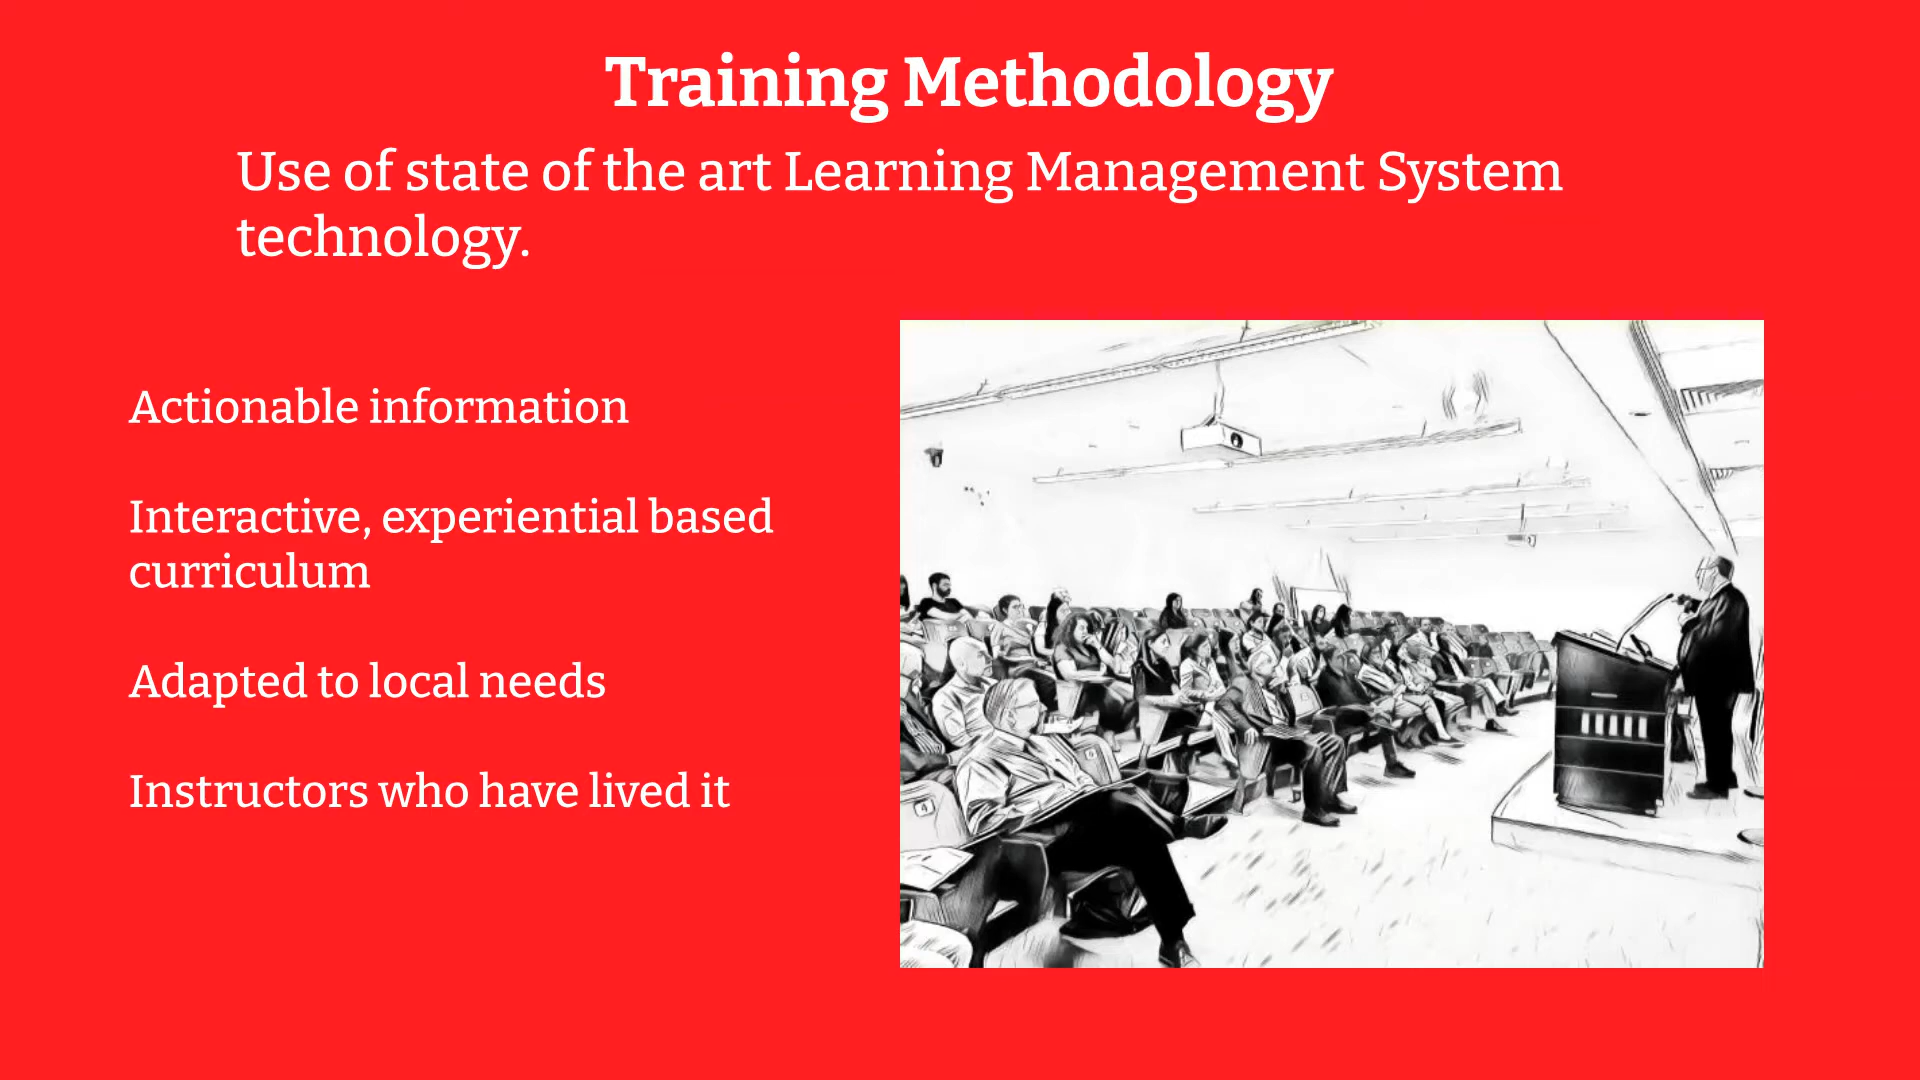 Training Methodology
Use of state of the art Learning Management System
technology.
Actionable information
Interactive, experiential based
curriculum
Adapted to local needs
Instructors who have lived it